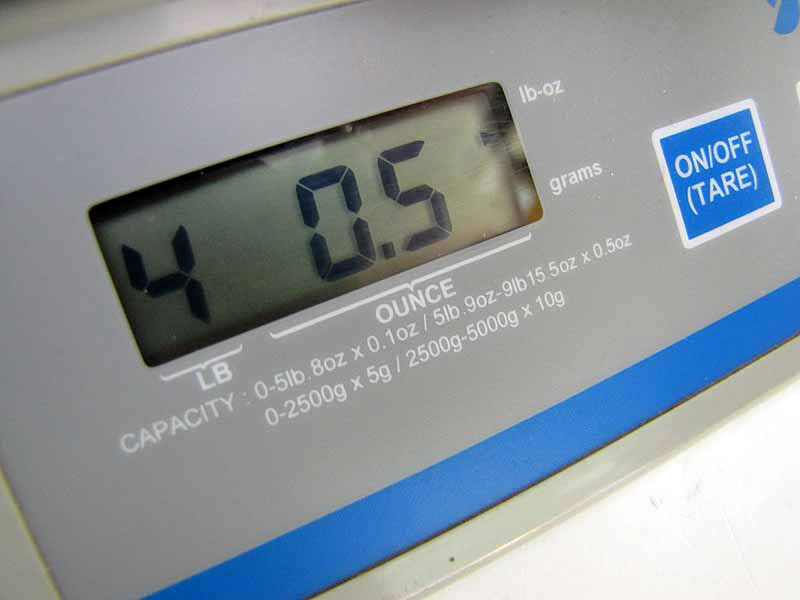 lb-oz
4 0.5
grams
ON/OFF
(TARE)
LB
OUNCE
CAPACITY : 0-5lb.8oz x 0.1oz / 5lb.9oz-9lb15.5oz x 0.5oz
0-2500g x 5g / 2500g-5000g x 10g